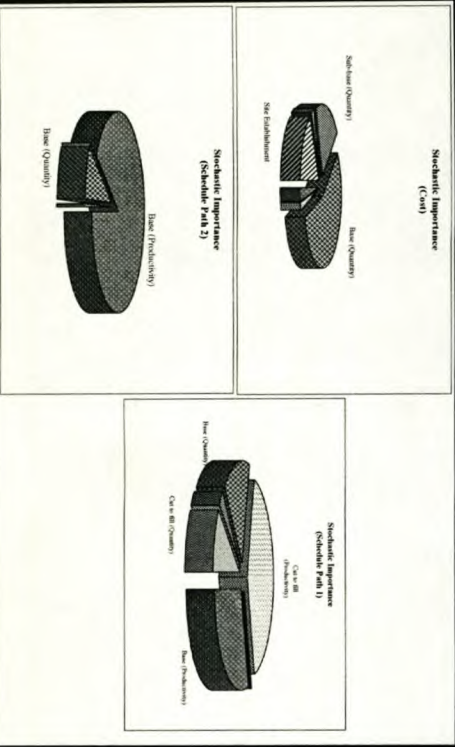 Stochastic Importance
(Cost)
Sub-base (Quantity)
Base (Quantity)
Site Establishment
Stochastic Importance
(Schedule Path 2)
Base (Productivity)
Base (Quantity)
Stochastic Importance
(Schedule Path 1)
Cut to fill
(Productivity)
Base (Quantity)
Cut to fill (Quantity)
Base (Productivity)